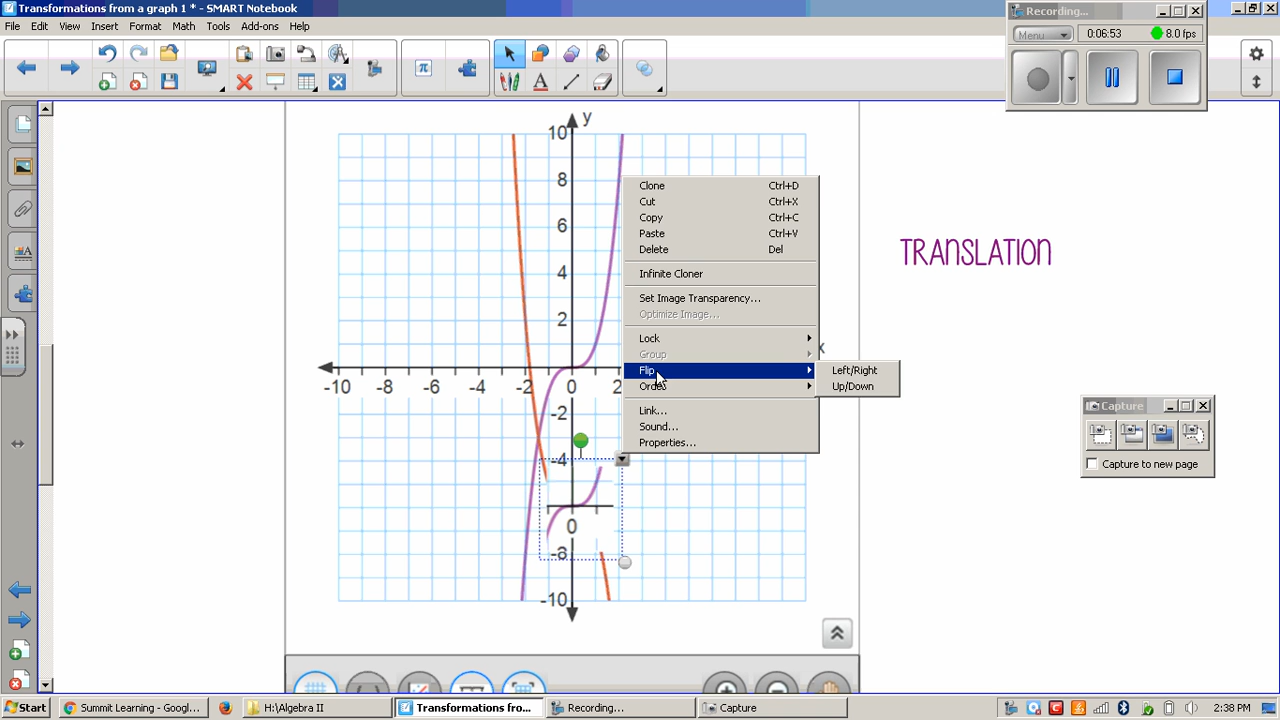 Transformations from a graph 1 * - SMART Notebook
File Edit View Insert Format Math Tools Add-ons Help
Recording...
Menu
0:06:53
8.0 fps
y
10
8
6
4
2
-10 -8 -6 -4 -2 0 2
x
-2
-4
-8
-10
0
Clone Ctrl+D
Cut Ctrl+X
Copy Ctrl+C
Paste Ctrl+V
Delete Del
Infinite Cloner
Set Image Transparency...
Optimize Image...
Lock
Group
Flip
Order
Link...
Sound...
Properties...
Left/Right
Up/Down
TRANSLATION
Capture
Capture to new page
Start
Summit Learning - Googl...
H:\Algebra II
Transformations fro...
Recording...
Capture
2:38 PM